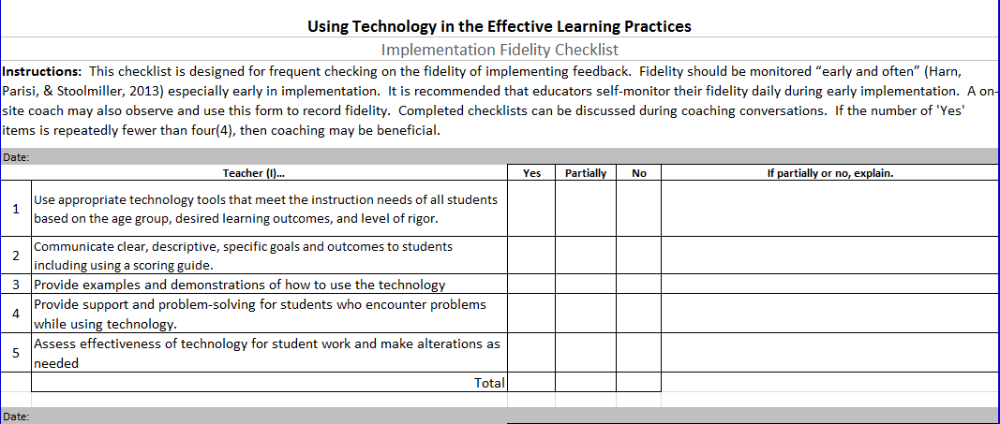 Using Technology in the Effective Learning Practices
Implementation Fidelity Checklist
Instructions:  This checklist is designed for frequent checking on the fidelity of implementing feedback.  Fidelity should be monitored “early and often” (Harn,
Parisi, & Stoolmiller, 2013) especially early in implementation.  It is recommended that educators self-monitor their fidelity daily during early implementation.  A on-
site coach may also observe and use this form to record fidelity.  Completed checklists can be discussed during coaching conversations.  If the number of 'Yes'
items is repeatedly fewer than four(4), then coaching may be beneficial.
Date:
Teacher (I)... Yes Partially No If partially or no, explain.
1 Use appropriate technology tools that meet the instruction needs of all students
based on the age group, desired learning outcomes, and level of rigor.
2 Communicate clear, descriptive, specific goals and outcomes to students
including using a scoring guide.
3 Provide examples and demonstrations of how to use the technology
4 Provide support and problem-solving for students who encounter problems
while using technology.
5 Assess effectiveness of technology for student work and make alterations as
needed
Total
Date: